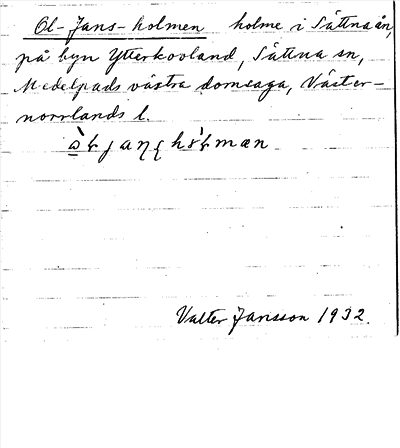 Ol-Jans-holmen holme i Sättnaån,
på byn Ytterkovland, Sättna sn,
Medelpads västra domsaga, Väster-
norrlands l.
Valter Jansson 1932.